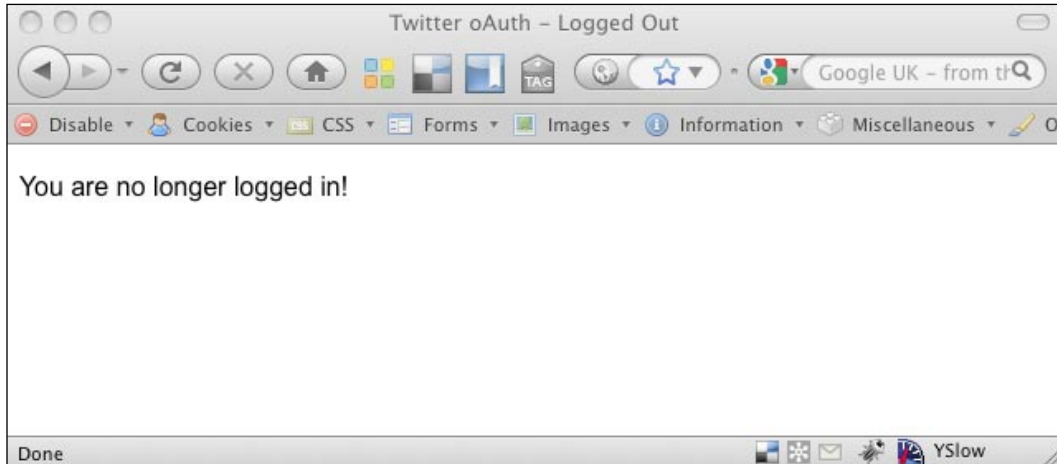 Twitter oAuth – Logged Out
TAG
Google UK – from th
Disable Cookies css CSS Forms Images Information Miscellaneous O
You are no longer logged in!
Done YSlow